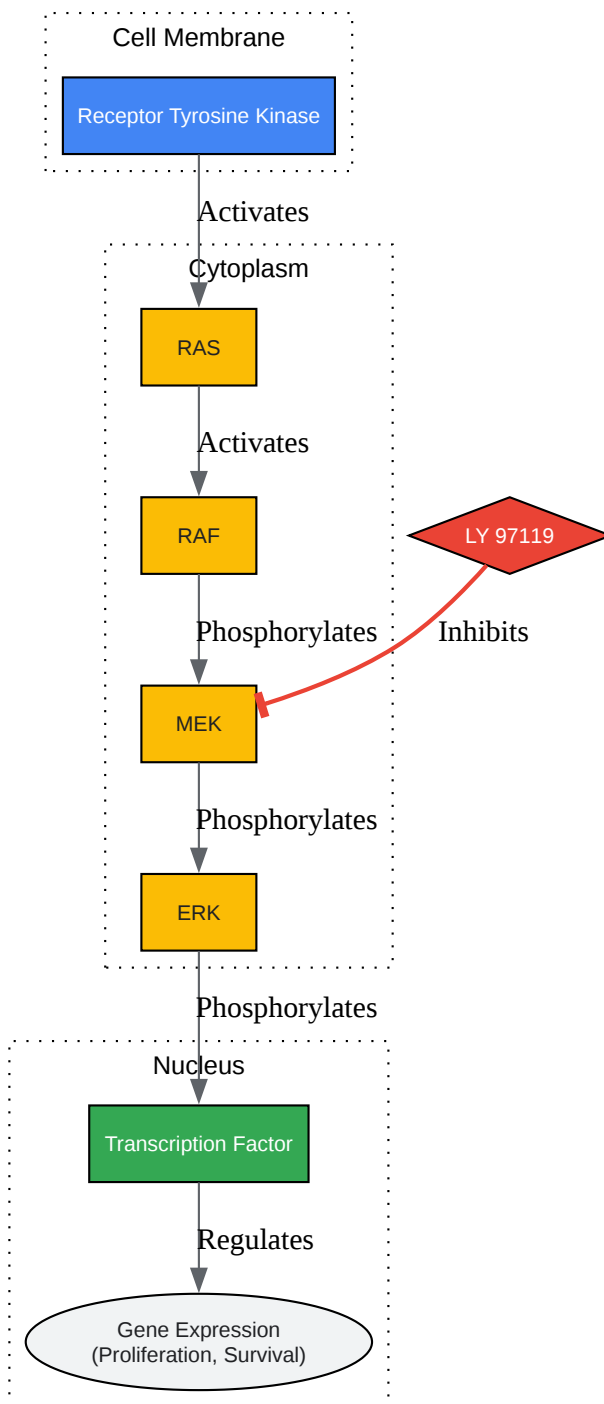 Cell Membrane
Receptor Tyrosine Kinase
Activates
Cytoplasm
RAS
Activates
RAF
LY 97119
Phosphorylates
Inhibits
MEK
Phosphorylates
ERK
Phosphorylates
Nucleus
Transcription Factor
Regulates
Gene Expression
(Proliferation, Survival)